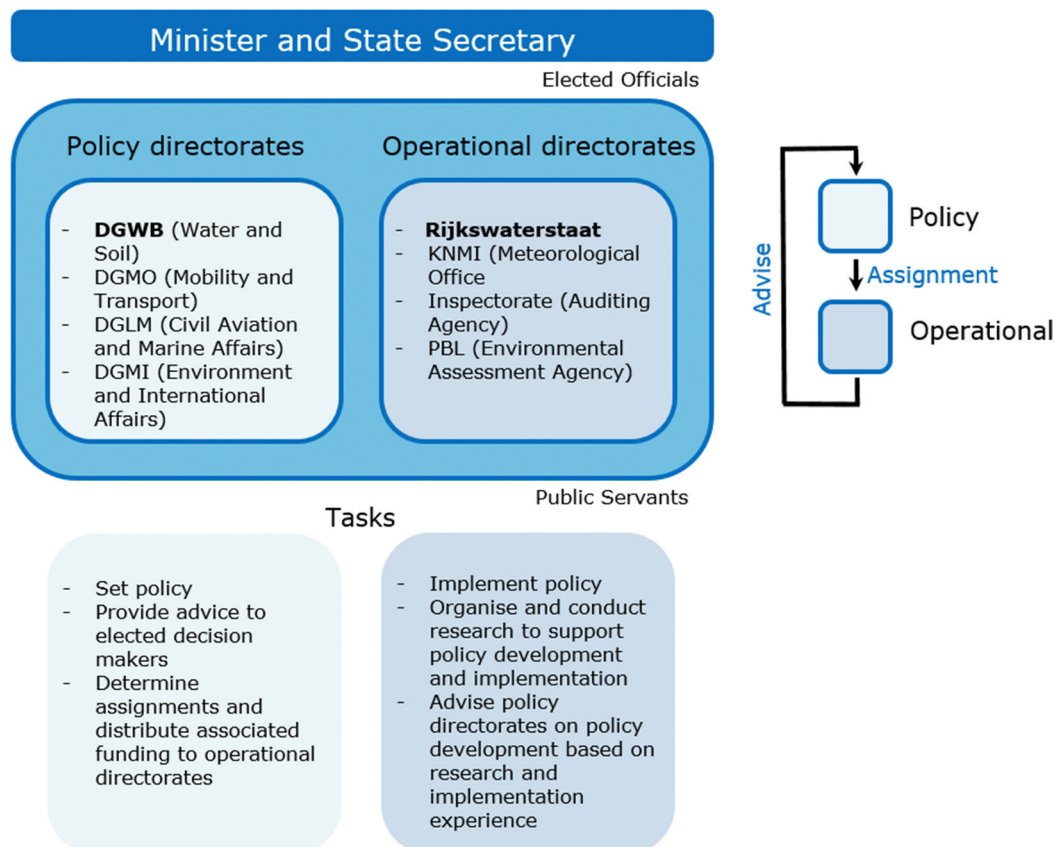 Minister and State Secretary
Elected Officials
Policy directorates
- DGWB (Water and
Soil)
- DGMO (Mobility and
Transport)
- DGLM (Civil Aviation
and Marine Affairs)
- DGMI (Environment
and International
Affairs)
Operational directorates
- Rijkswaterstaat
- KNMI (Meteorological
Office
- Inspectorate (Auditing
Agency)
- PBL (Environmental
Assessment Agency)
Public Servants
Advise
Policy
Assignment
Operational
Tasks
- Set policy
- Provide advice to
elected decision
makers
- Determine
assignments and
distribute associated
funding to operational
directorates
- Implement policy
- Organise and conduct
research to support
policy development
and implementation
- Advise policy
directorates on policy
development based on
research and
implementation
experience